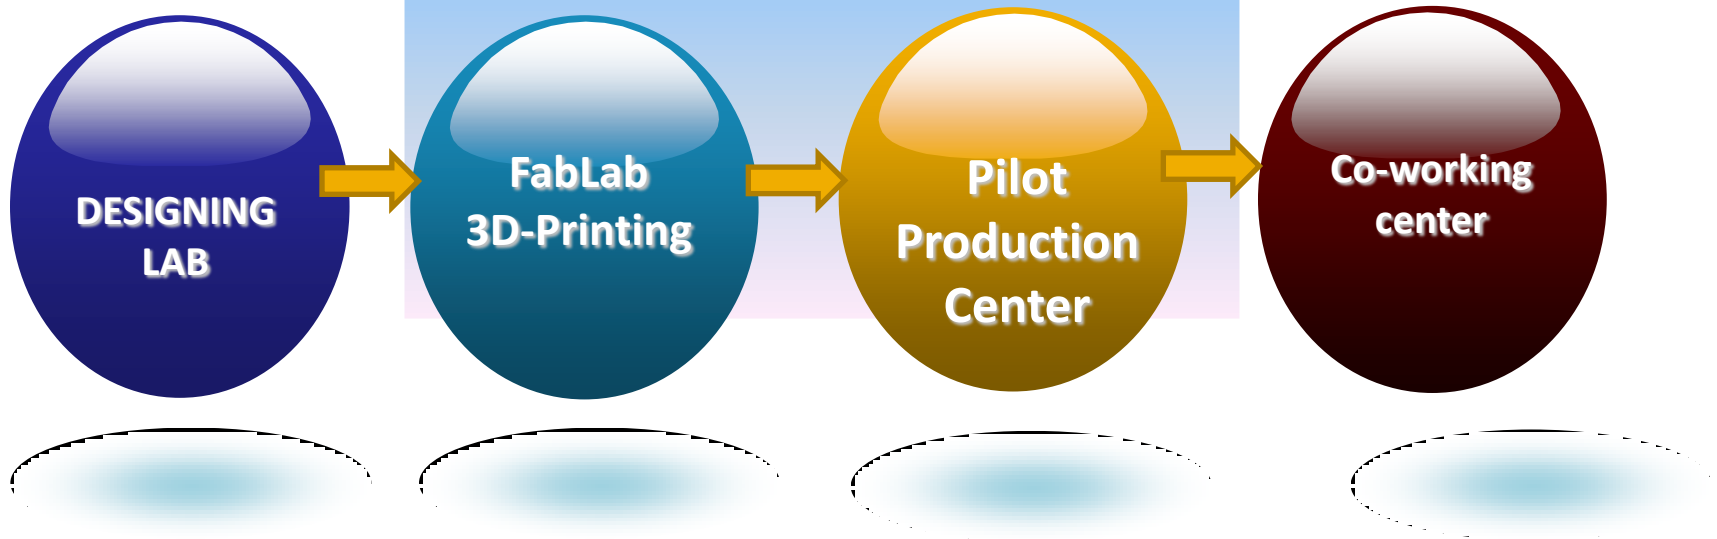 DESIGNING
LAB
FabLab
3D-Printing
Pilot
Production
Center
Co-working
center